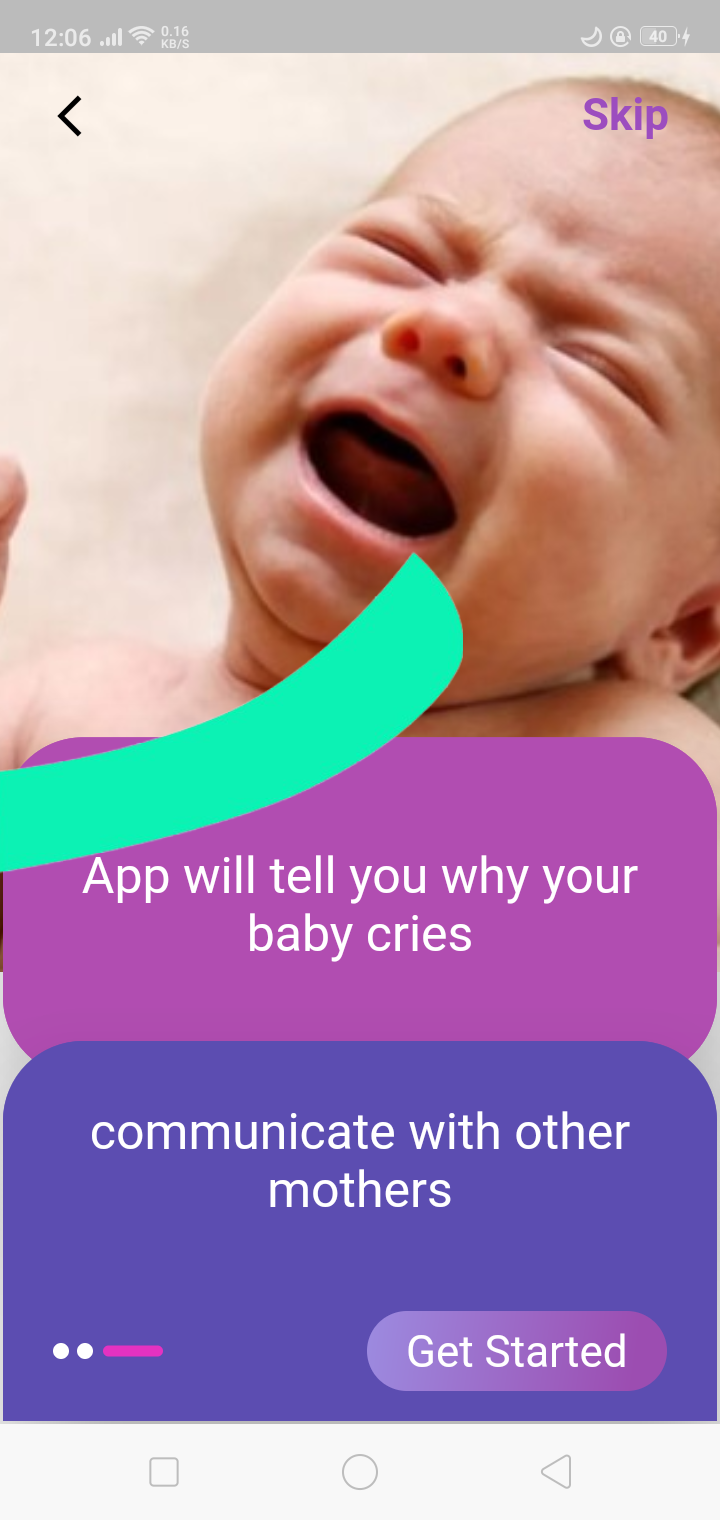 12:06 0.16 KB/S 40
Skip
App will tell you why your
baby cries
communicate with other
mothers
Get Started